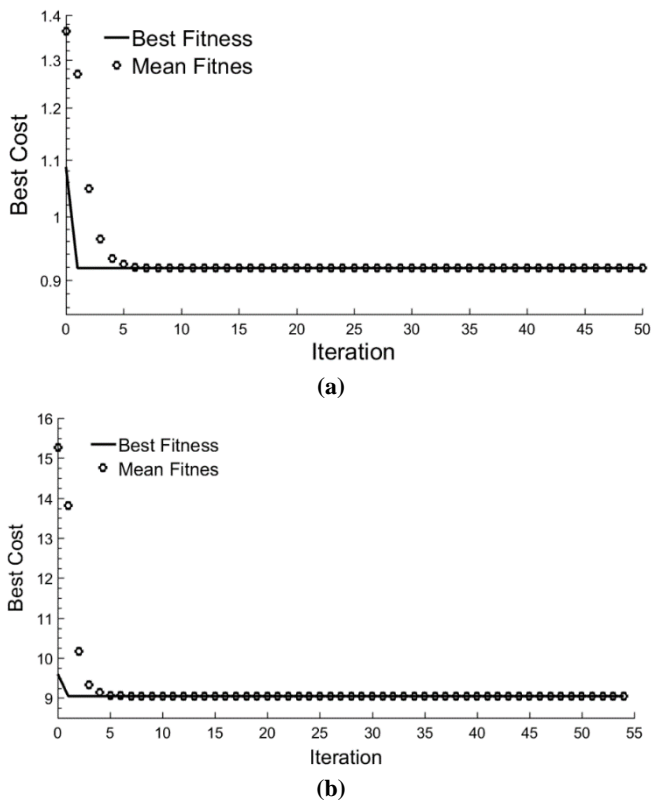 1.4
1.3
1.2
1.1
1
0.9
Best Cost
Best Fitness
Mean Fitnes
0 5 10 15 20 25 30 35 40 45 50
Iteration
(a)
16
15
14
13
12
11
10
9
Best Cost
Best Fitness
Mean Fitnes
0 5 10 15 20 25 30 35 40 45 50 55
Iteration
(b)